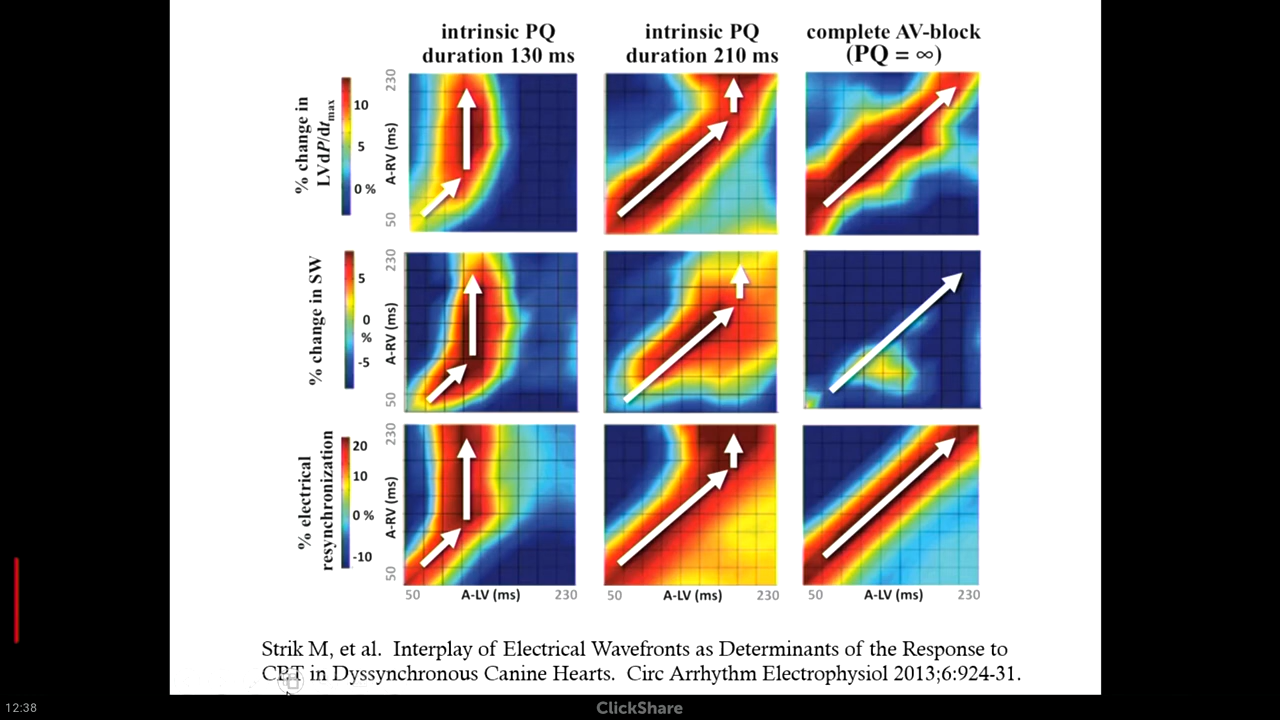 intrinsic PQ
duration 130 ms
intrinsic PQ
duration 210 ms
complete AV-block
(PQ = ∞)
% change in
LVdP/dtmax
10
5
0 %
230
A-RV (ms)
50
% change in SW
5
0
%
-5
230
A-RV (ms)
50
% electrical
resynchronization
20
10
0 %
-10
230
A-RV (ms)
50
50 A-LV (ms) 230
50 A-LV (ms) 230
50 A-LV (ms) 230
Strik M, et al. Interplay of Electrical Wavefronts as Determinants of the Response to
CRT in Dyssynchronous Canine Hearts. Circ Arrhythm Electrophysiol 2013;6:924-31.
12:38
ClickShare